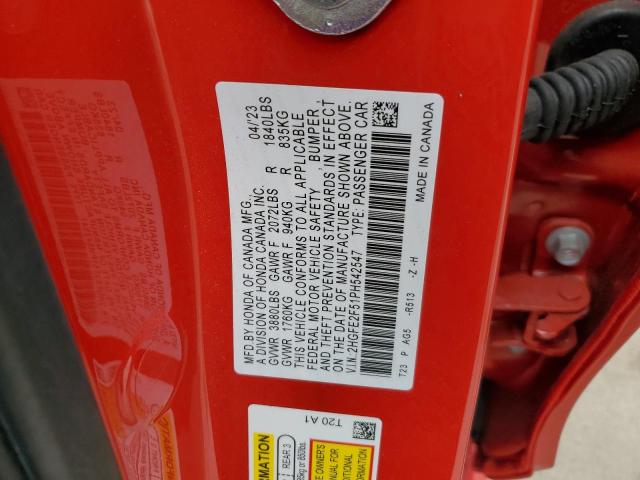 MFD.BY HONDA OF CANADA MFG. 04/23
A DIVISION OF HONDA CANADA INC.
GVWR 3880LBS GAWR F 2072LBS R 1840LBS
GVWR 1760KG GAWR F 940KG R 835KG
THIS VEHICLE CONFORMS TO ALL APPLICABLE
FEDERAL MOTOR VEHICLE SAFETY BUMPER,
AND THEFT PREVENTION STANDARDS IN EFFECT
ON THE DATE OF MANUFACTURE SHOWN ABOVE.
V.I.N.2HGFE2F51PH542547 TYPE: PASSENGER CAR
T23 P AG5 -R513 -Z -H
MADE IN CANADA
T20 A1
REAR 3